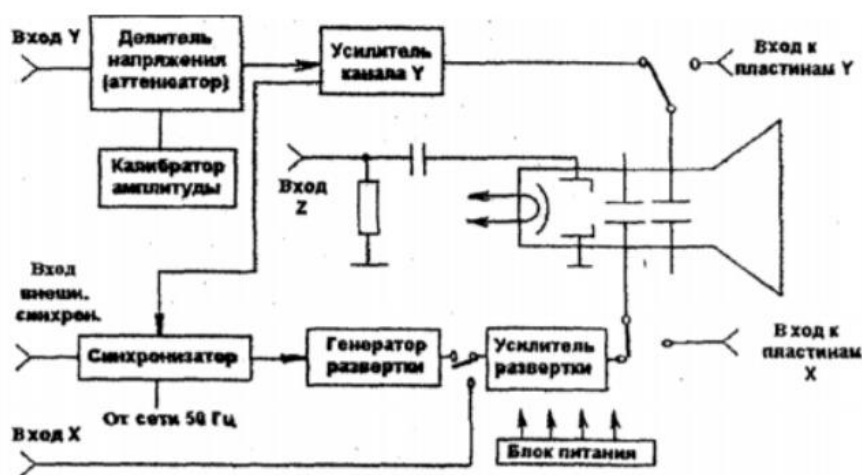 Вход Y
Делитель
напряжения
(аттенюатор)
Усилитель
канала Y
Вход к
пластинам Y
Калибратор
амплитуды
Вход
Z
Вход
внешн.
синхрон.
Синхронизатор
Генератор
развертки
Усилитель
развертки
Вход к
пластинам
X
От сети 50 Гц
Вход X
Блок питания